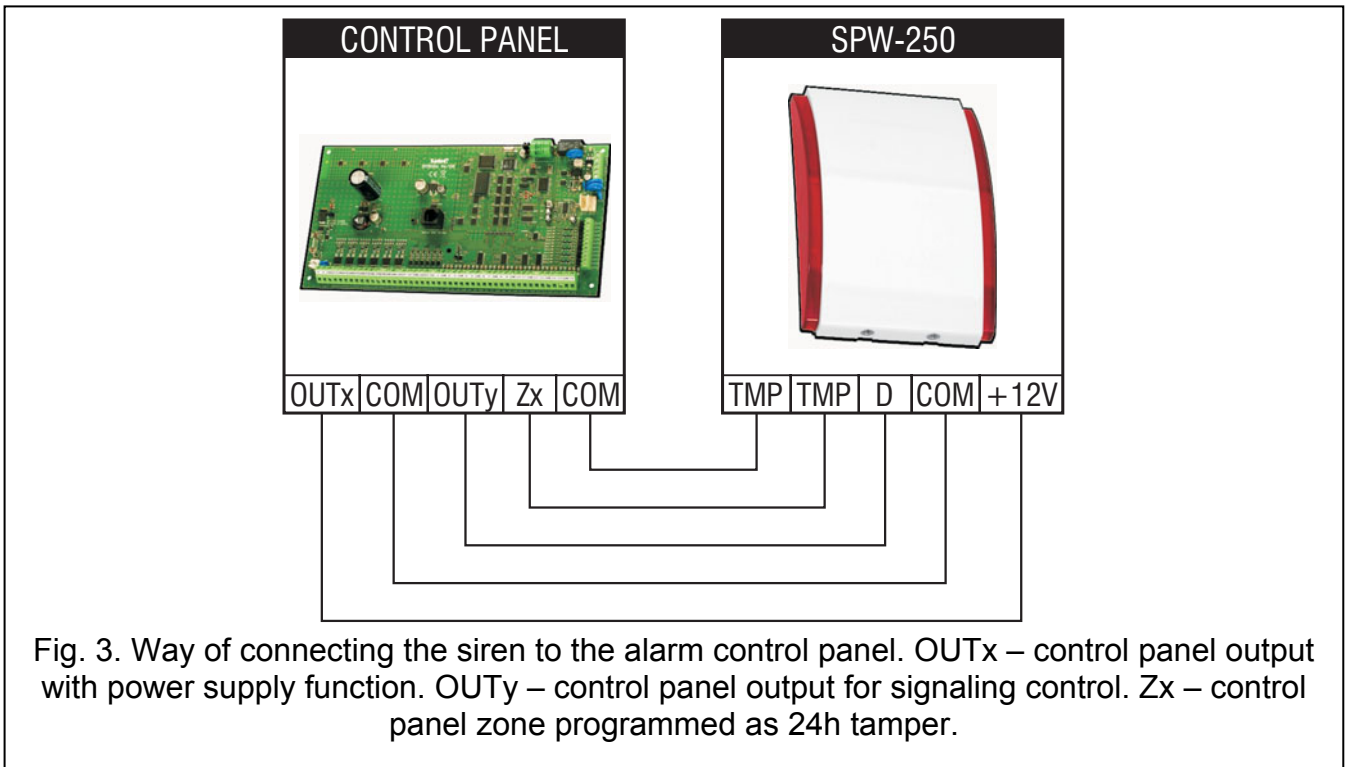 CONTROL PANEL
SPW-250
OUTx COM OUTy Zx COM
TMP TMP D COM +12V
Fig. 3. Way of connecting the siren to the alarm control panel. OUTx – control panel output
with power supply function. OUTy – control panel output for signaling control. Zx – control
panel zone programmed as 24h tamper.